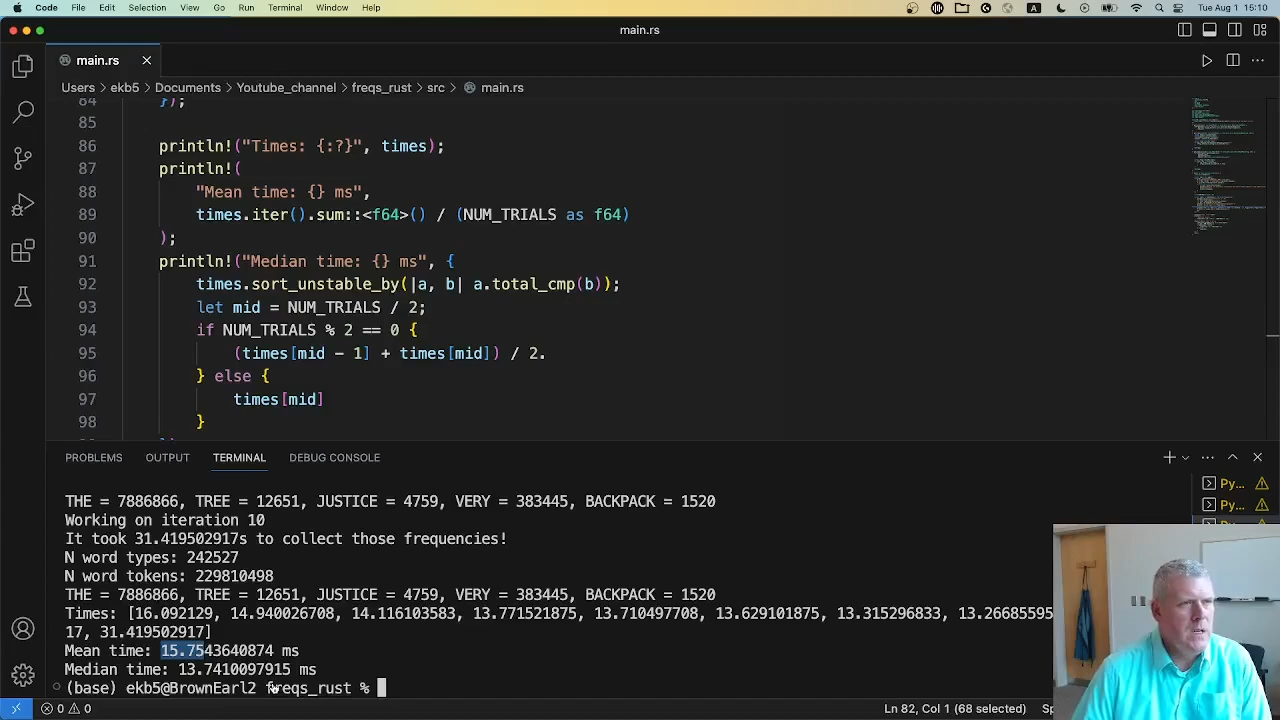 Code File Edit Selection View Go Run Terminal Window Help A Tue Aug 1 15:10
main.rs
main.rs
Users > ekb5 > Documents > Youtube_channel > freqs_rust > src > main.rs
84 });
85
86 println!("Times: {:?}", times);
87 println!(
88 "Mean time: {} ms",
89 times.iter().sum::<f64>() / (NUM_TRIALS as f64)
90 );
91 println!("Median time: {} ms", {
92 times.sort_unstable_by(|a, b| a.total_cmp(b));
93 let mid = NUM_TRIALS / 2;
94 if NUM_TRIALS % 2 == 0 {
95 (times[mid - 1] + times[mid]) / 2.
96 } else {
97 times[mid]
98 }
PROBLEMS OUTPUT TERMINAL DEBUG CONSOLE
THE = 7886866, TREE = 12651, JUSTICE = 4759, VERY = 383445, BACKPACK = 1520
Working on iteration 10
It took 31.419502917s to collect those frequencies!
N word types: 242527
N word tokens: 229810498
THE = 7886866, TREE = 12651, JUSTICE = 4759, VERY = 383445, BACKPACK = 1520
Times: [16.092129, 14.940026708, 14.116103583, 13.771521875, 13.710497708, 13.629101875, 13.315296833, 13.26685595
17, 31.419502917]
Mean time: 15.7543640874 ms
Median time: 13.7410097915 ms
(base) ekb5@BrownEarl2 freqs_rust %
Py...
Py...
0 0 Ln 82, Col 1 (68 selected)